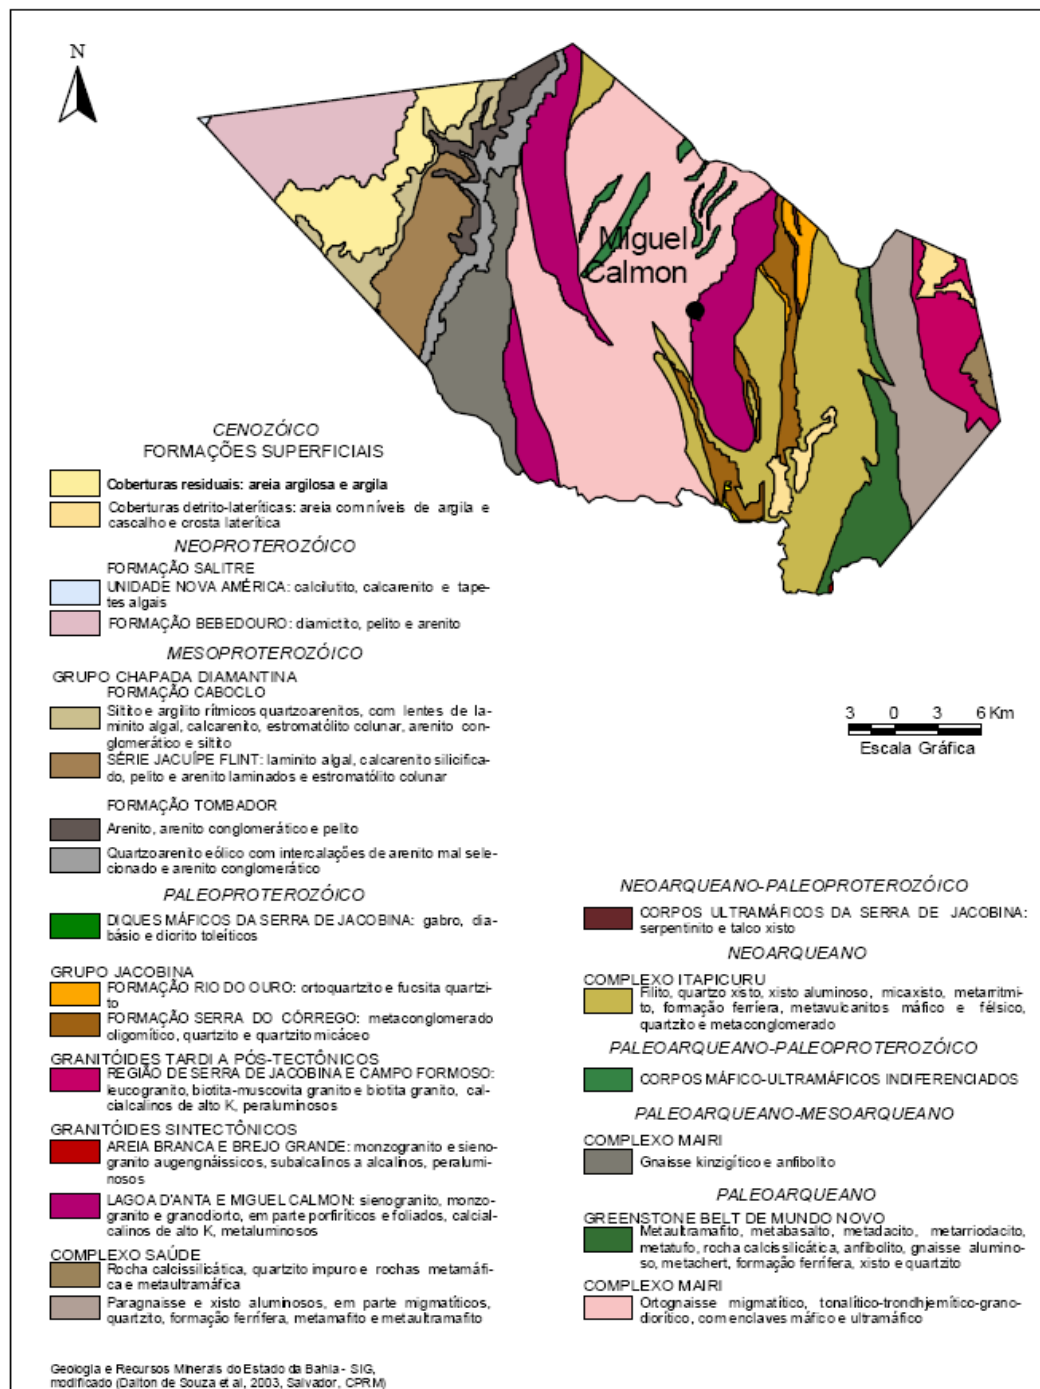 N
Miguel
Calmon
CENOZÓICO
FORMAÇÕES SUPERFICIAIS
Coberturas residuais: areia argilosa e argila
Coberturas detrito-lateríticas: areia com níveis de argila e
cascalho e crosta laterítica
NEOPROTEROZÓICO
FORMAÇÃO SALITRE
UNIDADE NOVA AMÉRICA: calcilutito, calcarenito e tape-
tes algais
FORMAÇÃO BEBEDOURO: diamictito, pelito e arenito
MESOPROTEROZÓICO
GRUPO CHAPADA DIAMANTINA
FORMAÇÃO CABOCLO
Siltito e argilito rítmicos quartzoarenitos, com lentes de la-
minito algal, calcarenito, estromatólito colunar, arenito con-
glomerático e siltito
SÉRIE JACUÍPE FLINT: laminito algal, calcarenito silicifica-
do, pelito e arenito laminados e estromatólito colunar
FORMAÇÃO TOMBADOR
Arenito, arenito conglomerático e pelito
Quartzoarenito eólico com intercalações de arenito mal sele-
cionado e arenito conglomerático
PALEOPROTEROZÓICO
DIQUES MÁFICOS DA SERRA DE JACOBINA: gabro, dia-
básio e diorito toleíticos
GRUPO JACOBINA
FORMAÇÃO RIO DO OURO: ortoquartzito e fucsita quartzi-
to
FORMAÇÃO SERRA DO CÓRREGO: metaconglomerado
oligomítico, quartzito e quartzito micáceo
GRANITÓIDES TARDI A PÓS-TECTÔNICOS
REGIÃO DE SERRA DE JACOBINA E CAMPO FORMOSO:
leucogranito, biotita-muscovita granito e biotita granito, cal-
cialcalinos de alto K, peraluminosos
GRANITÓIDES SINTECTÔNICOS
AREIA BRANCA E BREJO GRANDE: monzogranito e sieno-
granito augengnáissicos, subalcalinos a alcalinos, peralumi-
nosos
LAGOA D'ANTA E MIGUEL CALMON: sienogranito, monzo-
granito e granodiorto, em parte porfiríticos e foliados, calcial-
calinos de alto K, metaluminosos
COMPLEXO SAÚDE
Rocha calcissilicática, quartzito impuro e rochas metamáfi-
ca e metaultramáfica
Paragnaisse e xisto aluminosos, em parte migmatíticos,
quartzito, formação ferrífera, metamafito e metaultramafito
3 0 3 6 Km
Escala Gráfica
NEOARQUEANO-PALEOPROTEROZÓICO
CORPOS ULTRAMÁFICOS DA SERRA DE JACOBINA:
serpentinito e talco xisto
NEOARQUEANO
COMPLEXO ITAPICURU
Filito, quartzo xisto, xisto aluminoso, micaxisto, metarritmi-
to, formação ferríera, metavulcanitos máfico e félsico,
quartzito e metaconglomerado
PALEOARQUEANO-PALEOPROTEROZÓICO
CORPOS MÁFICO-ULTRAMÁFICOS INDIFERENCIADOS
PALEOARQUEANO-MESOARQUEANO
COMPLEXO MAIRI
Gnaisse kinzigítico e anfibolito
PALEOARQUEANO
GREENSTONE BELT DE MUNDO NOVO
Metaultramafito, metabasalto, metadacito, metarriodacito,
metatufo, rocha calcissilicática, anfibolito, gnaisse alumino-
so, metachert, formação ferrífera, xisto e quartzito
COMPLEXO MAIRI
Ortognaisse migmatítico, tonalítico-trondhjemítico-grano-
diorítico, com enclaves máfico e ultramáfico
Geologia e Recursos Minerais do Estado da Bahia - SIG,
modificado (Dalton de Souza et al, 2003, Salvador, CPRM)